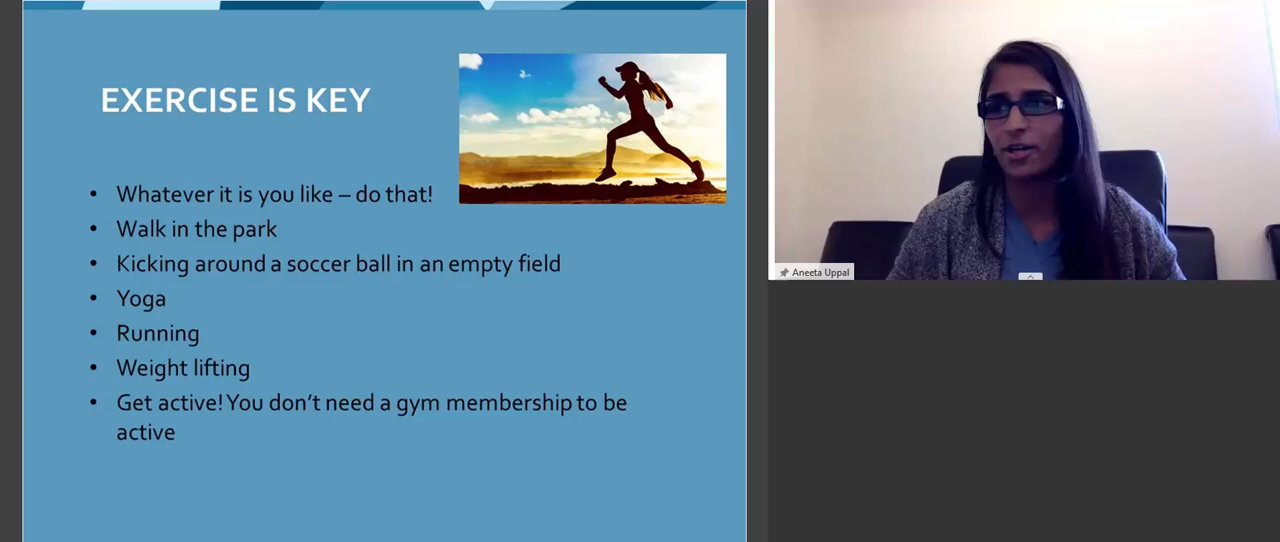 EXERCISE IS KEY
• Whatever it is you like – do that!
• Walk in the park
• Kicking around a soccer ball in an empty field
• Yoga
• Running
• Weight lifting
• Get active! You don’t need a gym membership to be
active
Aneeta Uppal